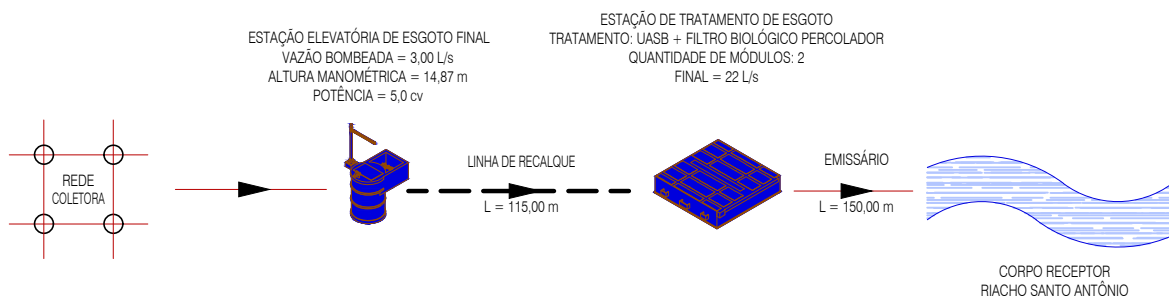 ESTAÇÃO ELEVATÓRIA DE ESGOTO FINAL
VAZÃO BOMBEADA = 3,00 L/s
ALTURA MANOMÉTRICA = 14,87 m
POTÊNCIA = 5,0 cv
ESTAÇÃO DE TRATAMENTO DE ESGOTO
TRATAMENTO: UASB + FILTRO BIOLÓGICO PERCOLADOR
QUANTIDADE DE MÓDULOS: 2
FINAL = 22 L/s
REDE
COLETORA
LINHA DE RECALQUE
L = 115,00 m
EMISSÁRIO
L = 150,00 m
CORPO RECEPTOR
RIACHO SANTO ANTÔNIO